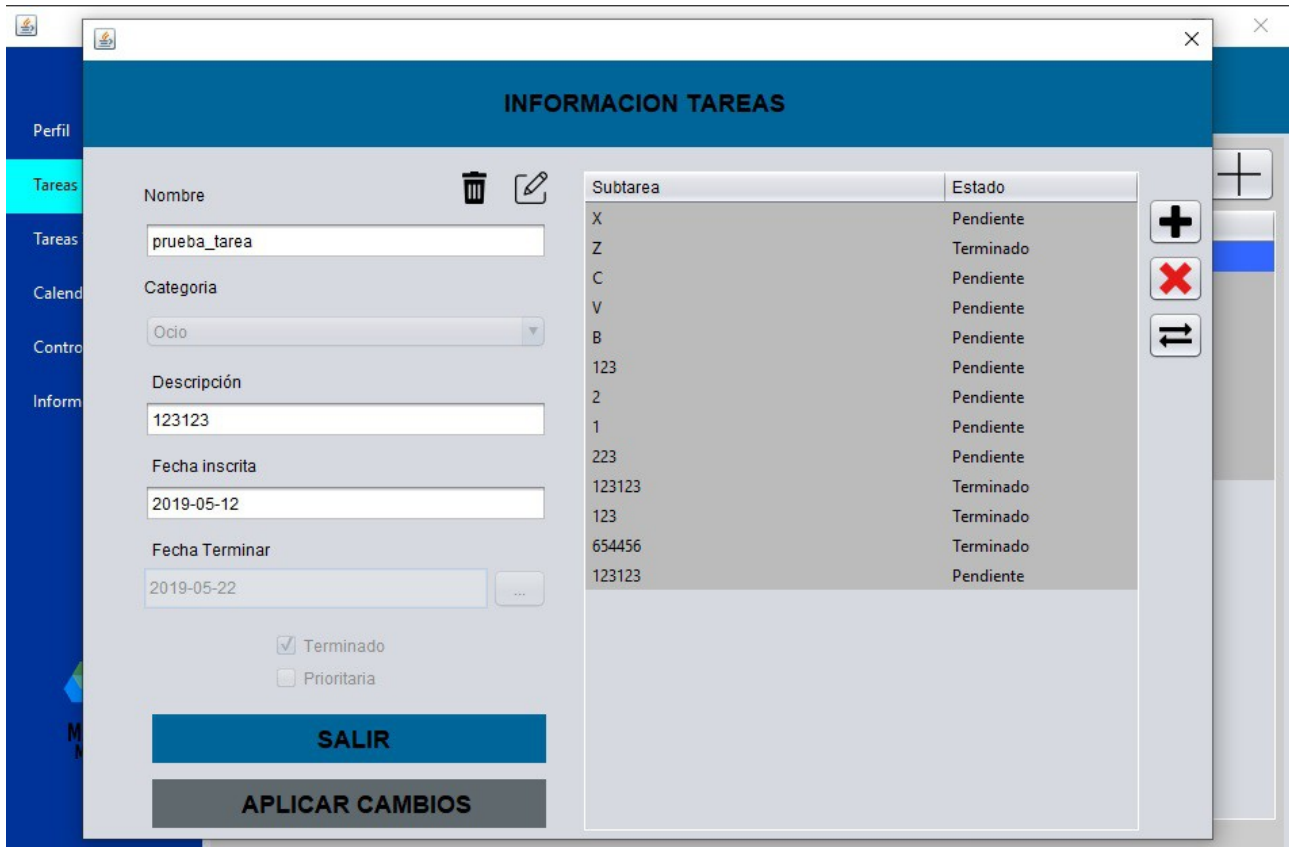 INFORMACION TAREAS
Perfil
Tareas
Tareas
Calend
Contro
Inform
Nombre
prueba_tarea
Categoria
Ocio
Descripción
123123
Fecha inscrita
2019-05-12
Fecha Terminar
2019-05-22
...
Terminado
Prioritaria
SALIR
APLICAR CAMBIOS
Subtarea Estado
X Pendiente
Z Terminado
C Pendiente
V Pendiente
B Pendiente
123 Pendiente
2 Pendiente
1 Pendiente
223 Pendiente
123123 Terminado
123 Terminado
654456 Terminado
123123 Pendiente